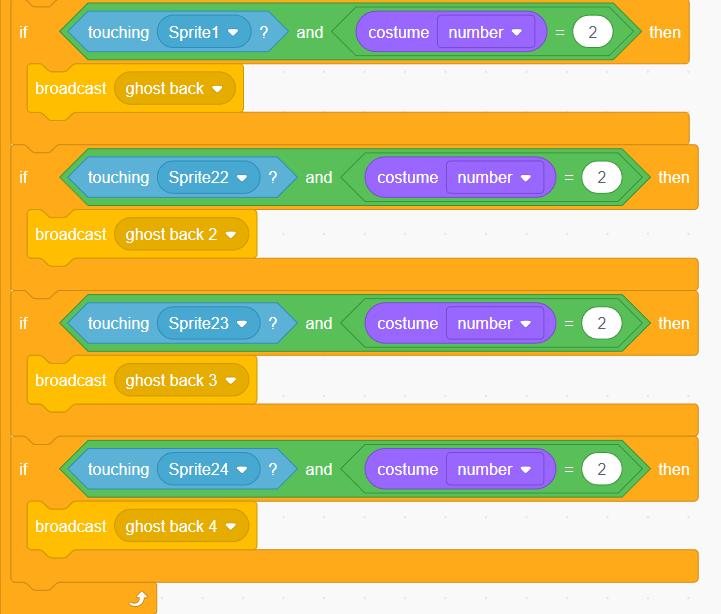 if touching Sprite1 ? and costume number = 2 then
broadcast ghost back
if touching Sprite22 ? and costume number = 2 then
broadcast ghost back 2
if touching Sprite23 ? and costume number = 2 then
broadcast ghost back 3
if touching Sprite24 ? and costume number = 2 then
broadcast ghost back 4